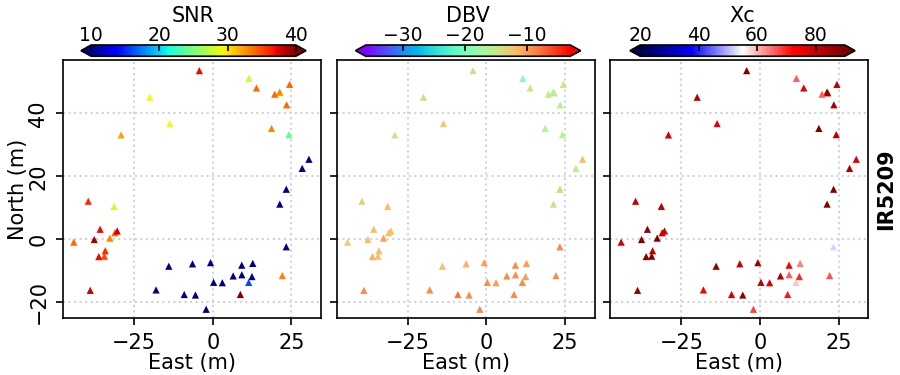 SNR DBV Xc
10 20 30 40 −30 −20 −10 20 40 60 80
40
20
0
−20
North (m)
IR5209
−25 0 25 −25 0 25 −25 0 25
East (m) East (m) East (m)